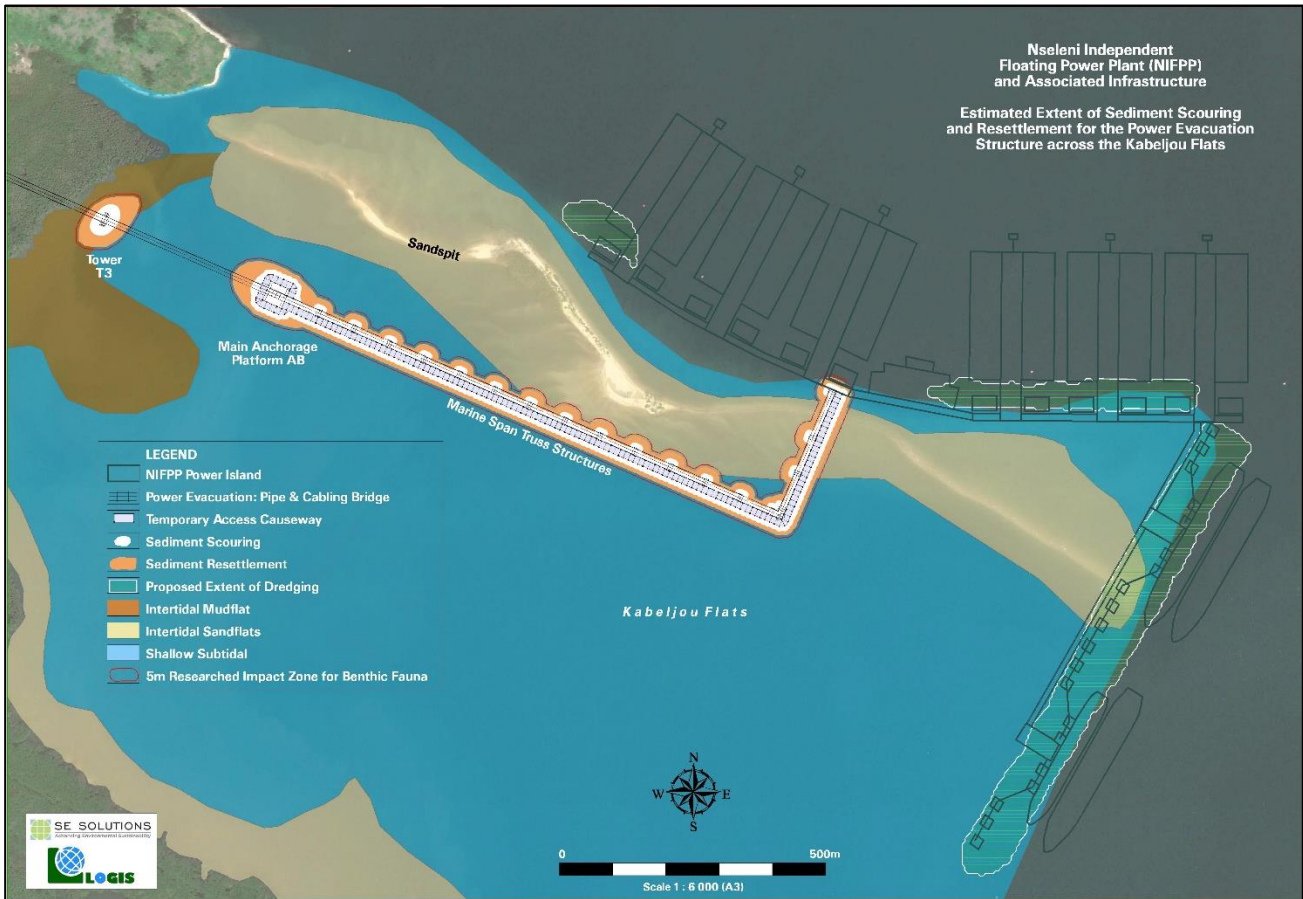 Nseleni Independent
Floating Power Plant (NIFPP)
and Associated Infrastructure
Estimated Extent of Sediment Scouring
and Resettlement for the Power Evacuation
Structure across the Kabeljou Flats
Sandspit
Tower
T3
Main Anchorage
Platform AB
Marine Span Truss Structures
LEGEND
NIFPP Power Island
Power Evacuation: Pipe & Cabling Bridge
Temporary Access Causeway
Sediment Scouring
Sediment Resettlement
Proposed Extent of Dredging
Intertidal Mudflat
Intertidal Sandflats
Shallow Subtidal
5m Researched Impact Zone for Benthic Fauna
Kabeljou Flats
N
W E
S
0 500m
Scale 1 : 6 000 (A3)
SE SOLUTIONS
Advancing Environmental Sustainability
LOGIS